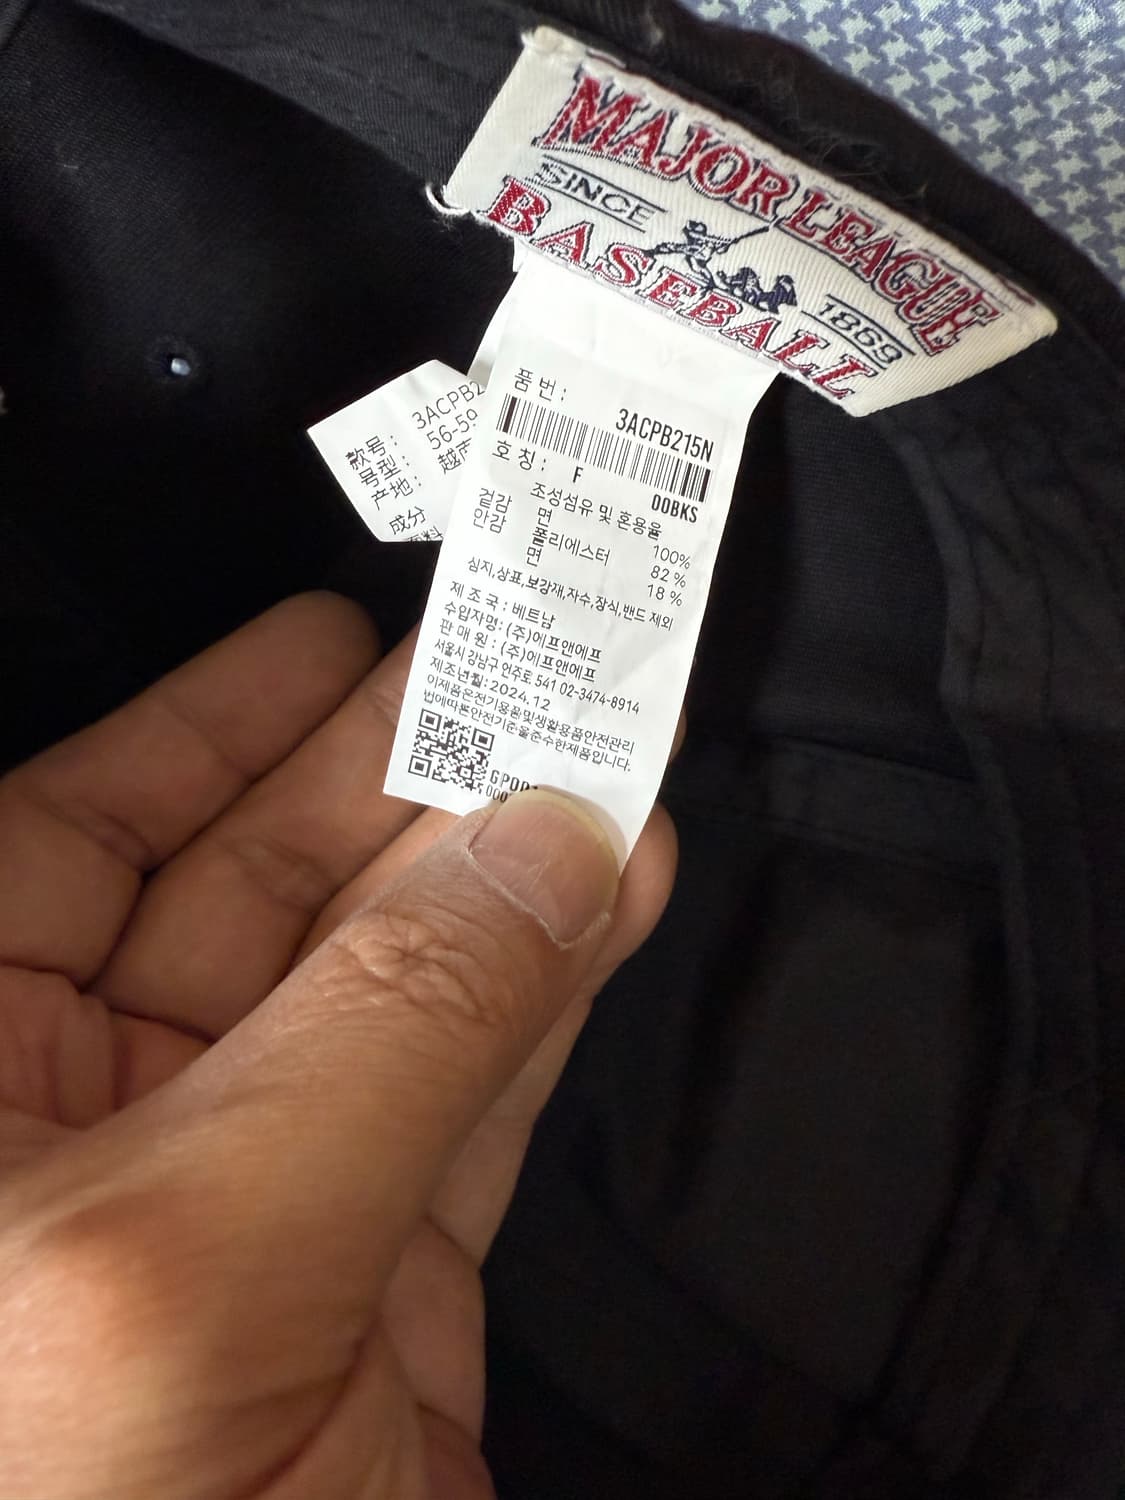 MAJOR LEAGUE
SINCE 1869
BASEBALL
품 번 :
3ACPB215N
호 칭 : F
00BKS
조성섬유 및 혼용율
겉감 면 100%
안감 폴리에스터 82 %
면 18 %
심지,상표,보강재,자수,장식,밴드 제외
제 조 국 : 베트남
수입자명: (주)에프앤에프
판 매 원 : (주)에프앤에프
서울시 강남구 언주로 541 02-3474-8914
제조년월: 2024.12
이제품은전기용품및생활용품안전관리
법에따른안전기준을준수한제품입니다.
款号 : 3ACPB2
号型 : 56-59
产地 : 越
成分
面料